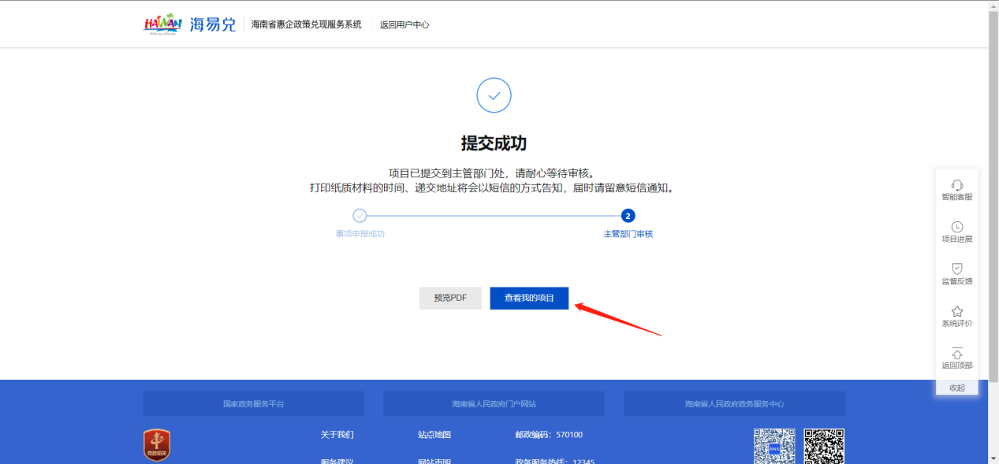 HAINAN 海易兑 海南省惠企政策兑现服务系统 返回用户中心
提交成功
项目已提交到主管部门处，请耐心等待审核。
打印纸质材料的时间、递交地址将会以短信的方式告知，届时请留意短信通知。
2
事项申报成功 主管部门审核
预览PDF 查看我的项目
智能客服
项目进展
监督反馈
系统评价
返回顶部
收起
国家政务服务平台 海南省人民政府门户网站 海南省人民政府政务服务中心
关于我们 站点地图 邮政编码：570100
党政机关
服务建议 网站声明 政务服务热线：12345